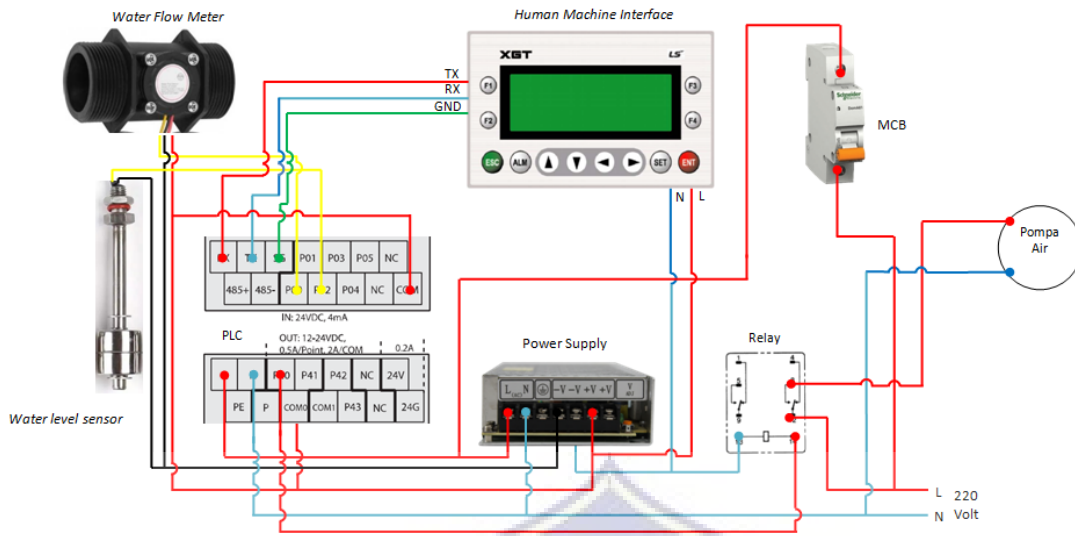 Water Flow Meter
Human Machine Interface
XGT
LS
TX
RX
GND
F1
F2
F3
F4
ESC
ALM
SET
ENT
N L
Schneider
MCB
Pompa
Air
P01 P03 P05 NC
485+ 485- P04 NC
IN: 24VDC, 4mA
PLC
OUT: 12-24VDC,
0.5A/Point, 2A/COM
0.2A
P41 P42 NC 24V
PE P COM0 COM1 P43 NC 24G
Water level sensor
Power Supply
L N -V -V +V +V V
Relay
L 220
N Volt